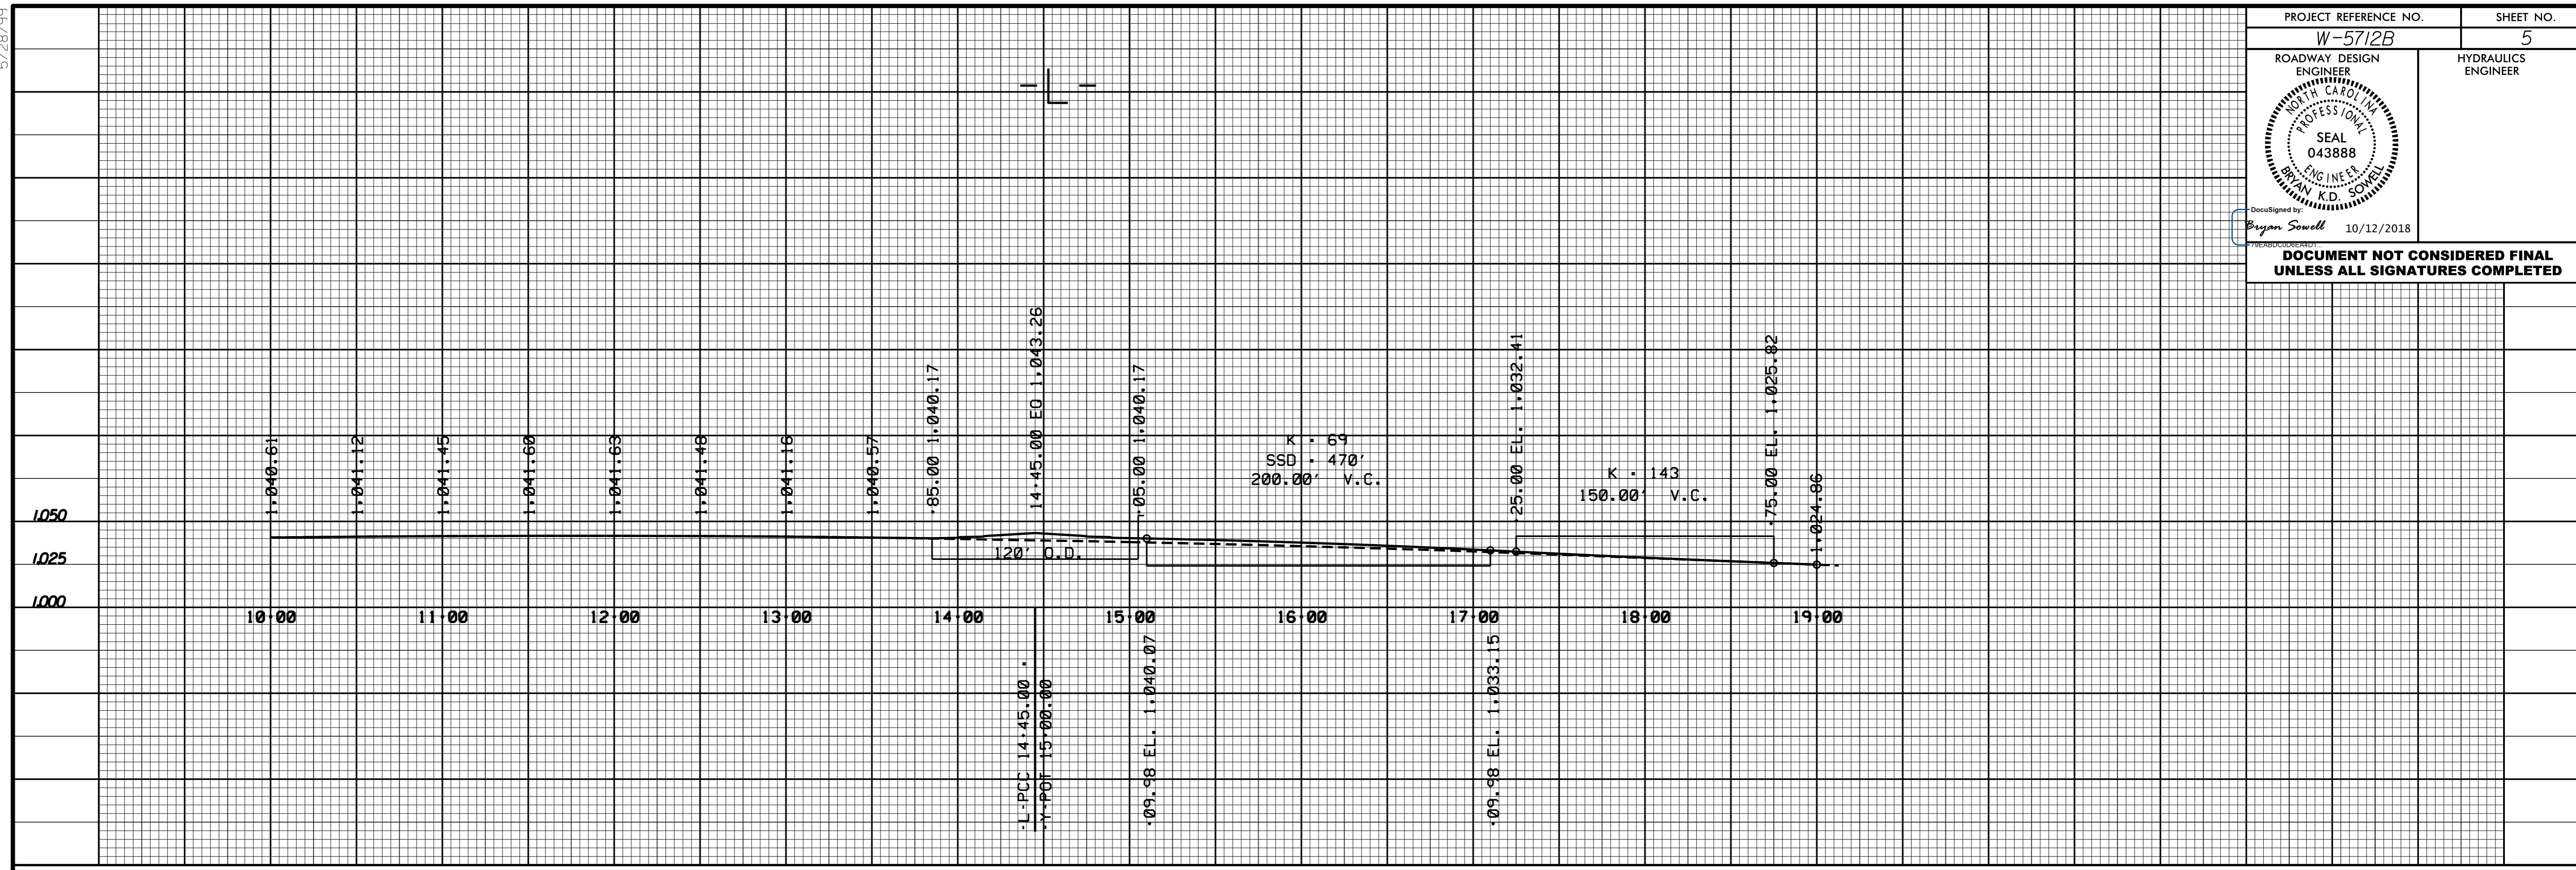 5/28/99
PROJECT REFERENCE NO.
SHEET NO.
W-5712B
5
ROADWAY DESIGN
ENGINEER
HYDRAULICS
ENGINEER
NORTH CAROLINA
PROFESSIONAL
SEAL
043888
ENGINEER
BRYAN K.D. SOWELL
DocuSigned by:
Bryan Sowell
10/12/2018
79EABDC0D6EA4D1...
DOCUMENT NOT CONSIDERED FINAL
UNLESS ALL SIGNATURES COMPLETED
-L-
1,040.61
1,041.12
1,041.45
1,041.60
1,041.63
1,041.48
1,041.16
1,040.57
+85.00 1,040.17
14+45.00 EQ 1,043.26
+05.00 1,040.17
K = 69
SSD = 470'
200.00' V.C.
+25.00 EL. 1,032.41
K = 143
150.00' V.C.
+75.00 EL. 1,025.82
1,024.86
1,050
1,025
1,000
120' O.D.
10+00
11+00
12+00
13+00
14+00
15+00
16+00
17+00
18+00
19+00
-L-PCC 14+45.00 =
-Y-POT 15+00.00
+09.98 EL. 1,040.07
+09.98 EL. 1,033.15